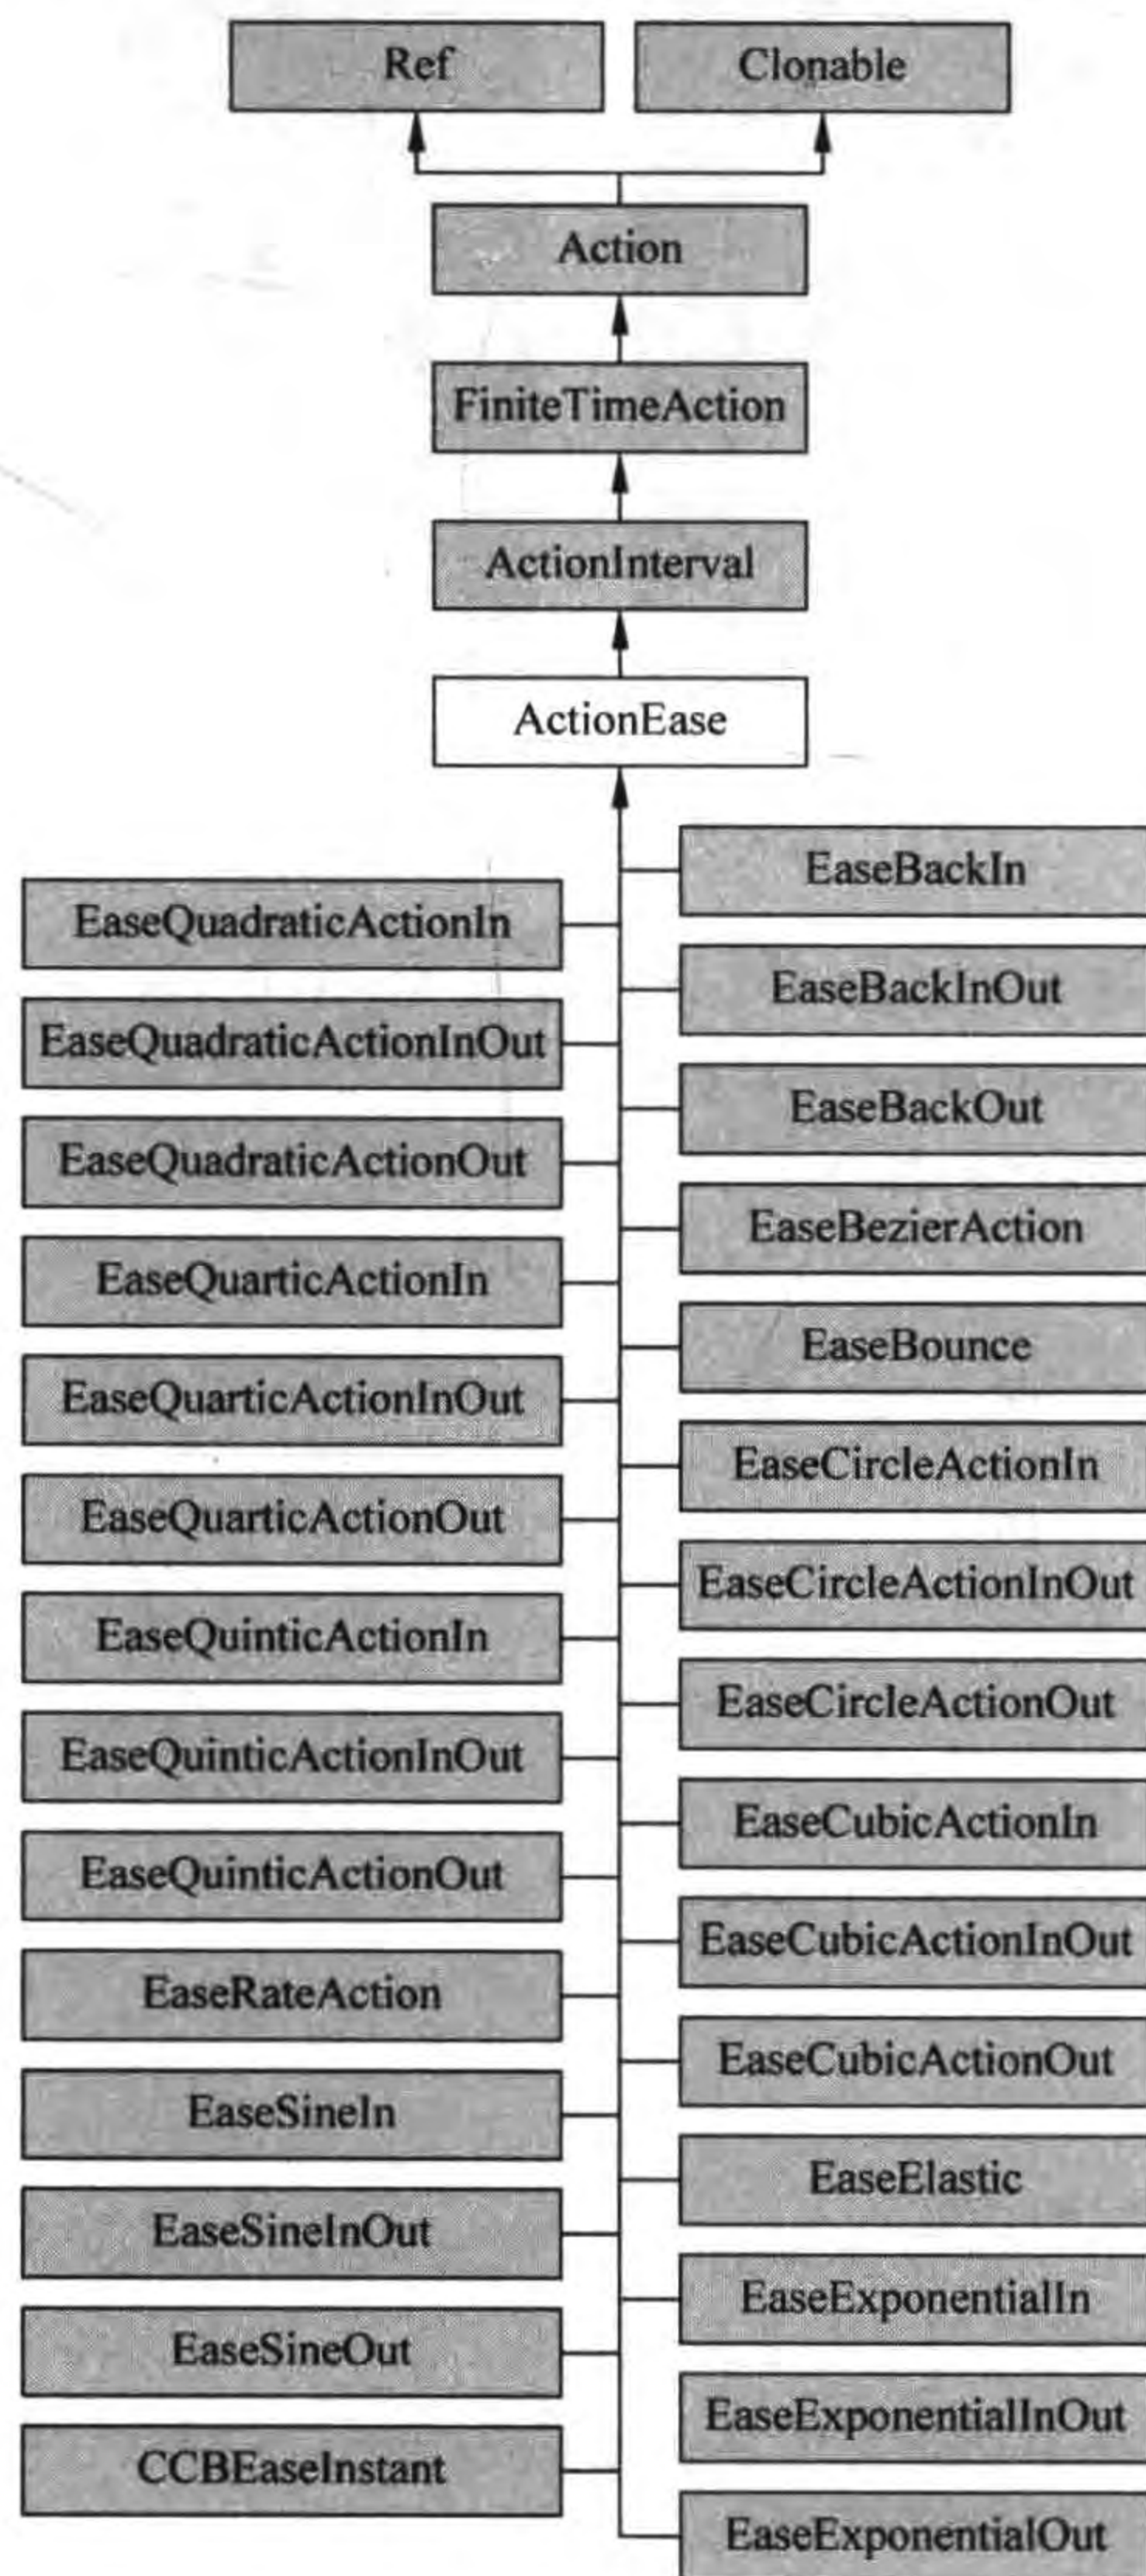 Ref
Clonable
Action
FiniteTimeAction
ActionInterval
ActionEase
EaseQuadraticActionIn
EaseQuadraticActionInOut
EaseQuadraticActionOut
EaseQuarticActionIn
EaseQuarticActionInOut
EaseQuarticActionOut
EaseQuinticActionIn
EaseQuinticActionInOut
EaseQuinticActionOut
EaseRateAction
EaseSineIn
EaseSineInOut
EaseSineOut
CCBEaseInstant
EaseBackIn
EaseBackInOut
EaseBackOut
EaseBezierAction
EaseBounce
EaseCircleActionIn
EaseCircleActionInOut
EaseCircleActionOut
EaseCubicActionIn
EaseCubicActionInOut
EaseCubicActionOut
EaseElastic
EaseExponentialIn
EaseExponentialInOut
EaseExponentialOut